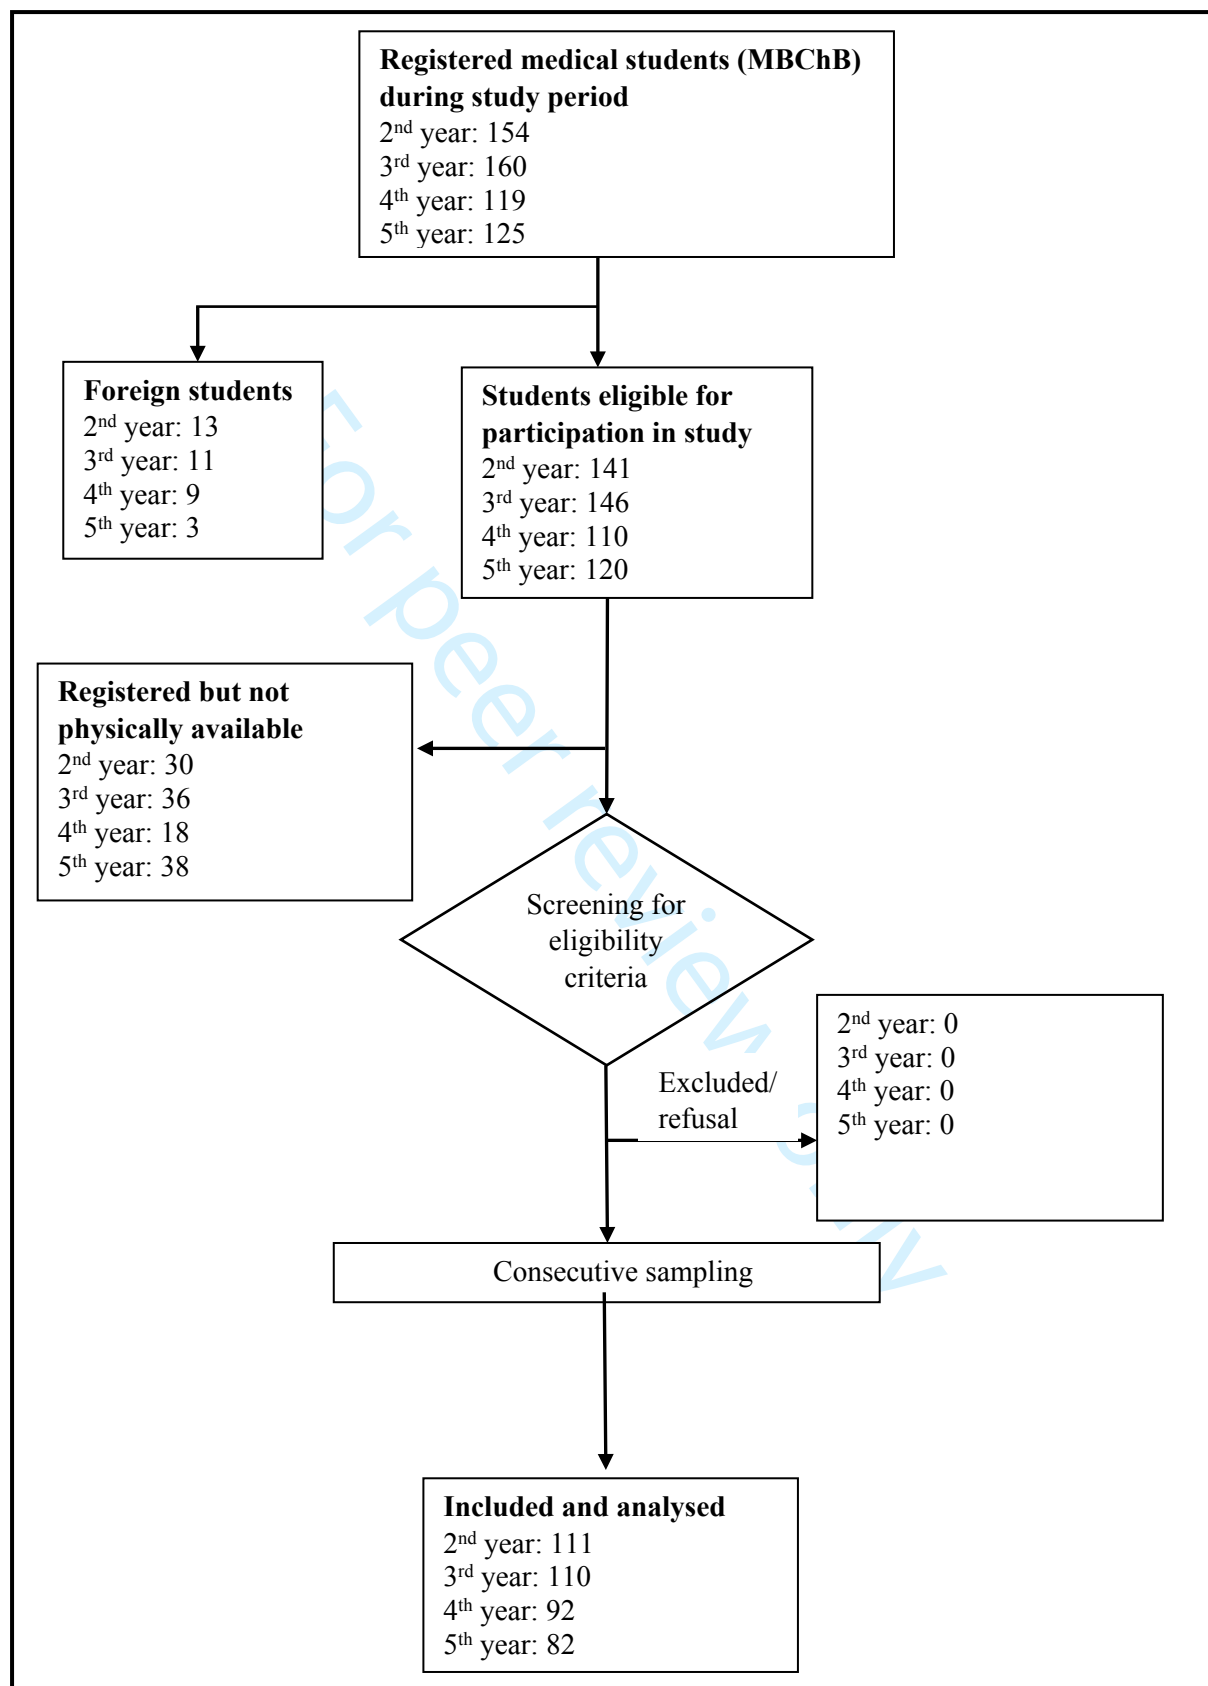 Registered medical students (MBChB)
during study period
2nd year: 154
3rd year: 160
4th year: 119
5th year: 125
Foreign students
2nd year: 13
3rd year: 11
4th year: 9
5th year: 3
Students eligible for
participation in study
2nd year: 141
3rd year: 146
4th year: 110
5th year: 120
Registered but not
physically available
2nd year: 30
3rd year: 36
4th year: 18
5th year: 38
Screening for
eligibility
criteria
Excluded/
refusal
2nd year: 0
3rd year: 0
4th year: 0
5th year: 0
Consecutive sampling
Included and analysed
2nd year: 111
3rd year: 110
4th year: 92
5th year: 82
For peer review only